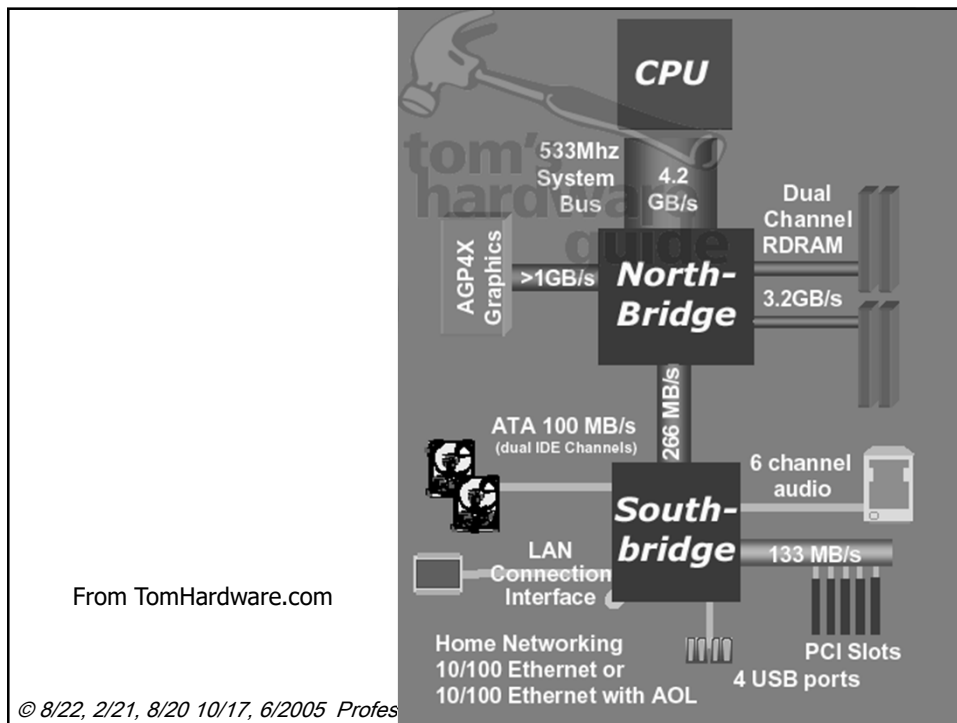 CPU
tom's
hardware
guide
533Mhz
System
Bus
4.2
GB/s
Dual
Channel
RDRAM
AGP4X
Graphics
>1GB/s
North-
Bridge
3.2GB/s
266 MB/s
ATA 100 MB/s
(dual IDE Channels)
6 channel
audio
South-
bridge
LAN
Connection
Interface
133 MB/s
From TomHardware.com
Home Networking
10/100 Ethernet or
10/100 Ethernet with AOL
PCI Slots
4 USB ports
© 8/22, 2/21, 8/20 10/17, 6/2005 Profes